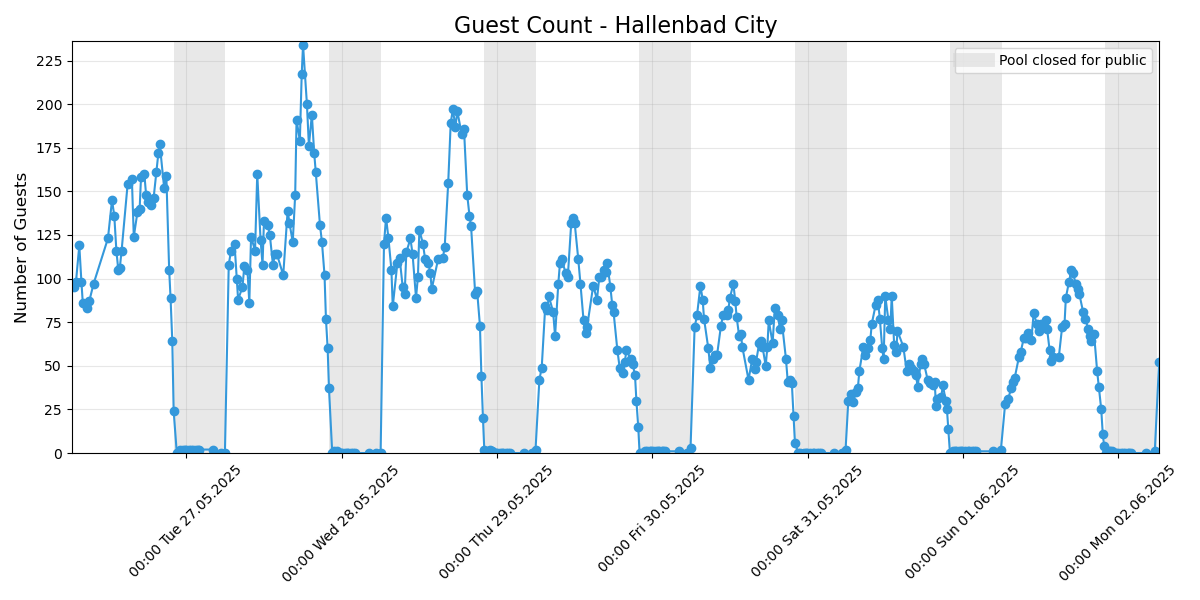 Guest Count - Hallenbad City
Pool closed for public
Number of Guests
225
200
175
150
125
100
75
50
25
0
00:00 Tue 27.05.2025
00:00 Wed 28.05.2025
00:00 Thu 29.05.2025
00:00 Fri 30.05.2025
00:00 Sat 31.05.2025
00:00 Sun 01.06.2025
00:00 Mon 02.06.2025